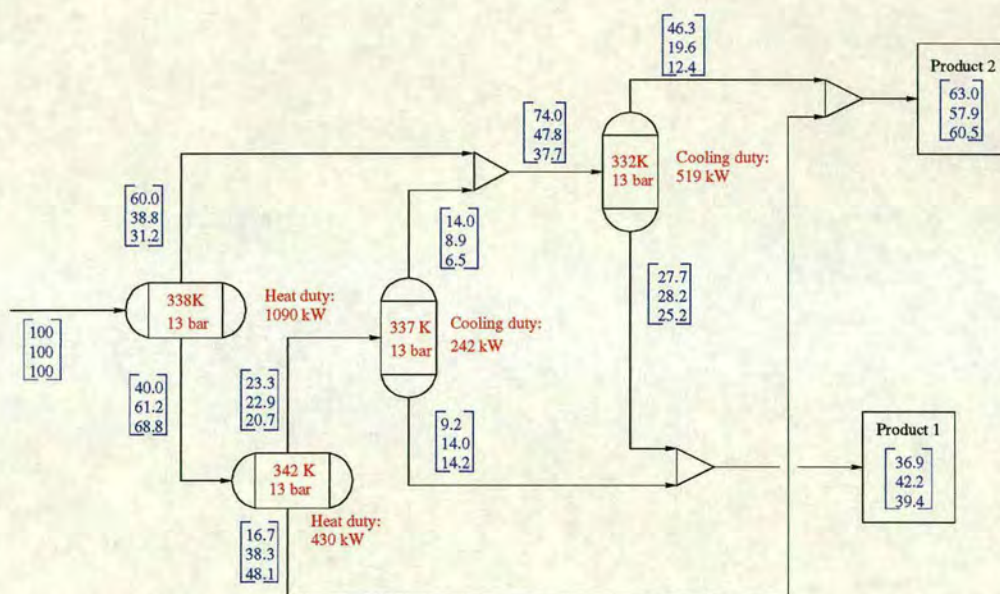 46.3
19.6
12.4
Product 2
63.0
57.9
60.5
74.0
47.8
37.7
332K
13 bar
Cooling duty:
519 kW
60.0
38.8
31.2
14.0
8.9
6.5
338K
13 bar
Heat duty:
1090 kW
337 K
13 bar
Cooling duty:
242 kW
27.7
28.2
25.2
100
100
100
40.0
61.2
68.8
23.3
22.9
20.7
9.2
14.0
14.2
Product 1
36.9
42.2
39.4
342 K
13 bar
Heat duty:
430 kW
16.7
38.3
48.1